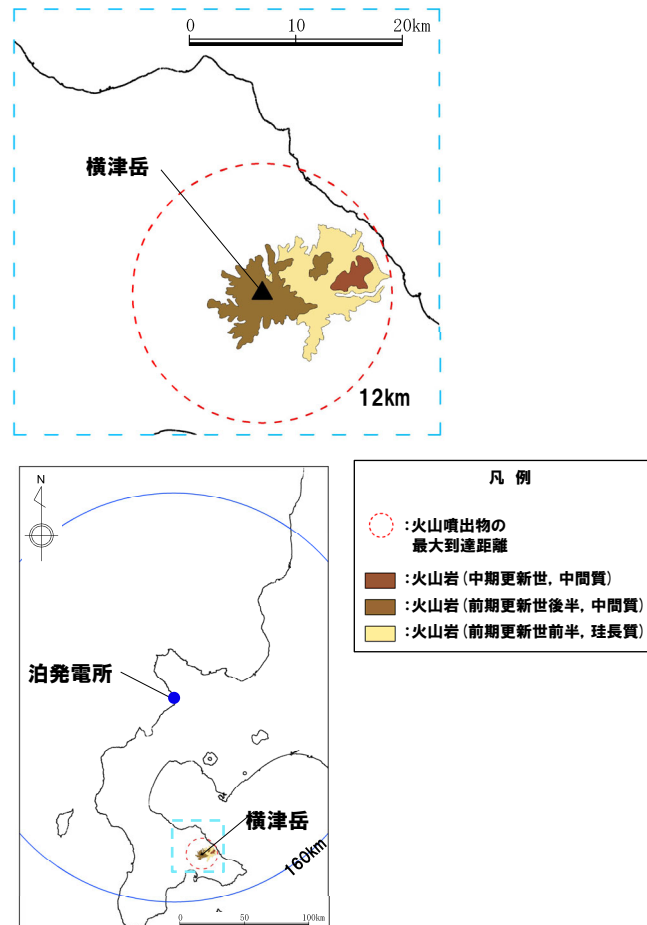 0 10 20km
横津岳
12km
凡 例
:火山噴出物の
最大到達距離
:火山岩(中期更新世, 中間質)
:火山岩(前期更新世後半, 中間質)
:火山岩(前期更新世前半, 珪長質)
N
泊発電所
横津岳
160km
0 50 100km